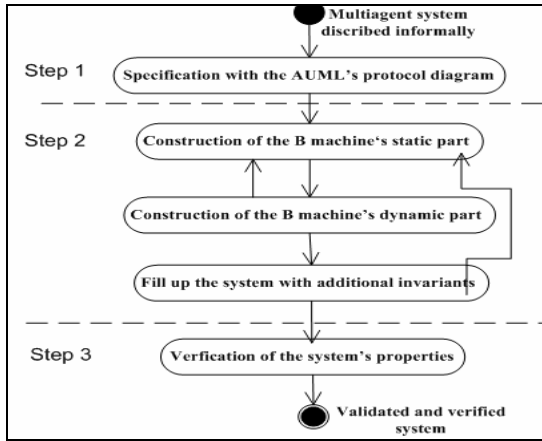 Multiagent system
discribed informally
Step 1
Specification with the AUML's protocol diagram
Step 2
Construction of the B machine's static part
Construction of the B machine's dynamic part
Fill up the system with additional invariants
Step 3
Verfication of the system's properties
Validated and verified
system